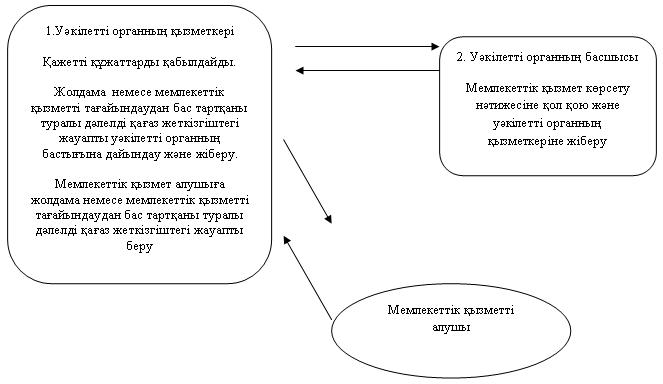 1.Уәкілетті органның қызметкері
Қажетті құжаттарды қабылдайды.
Жолдама немесе мемлекеттік
қызметті тағайындаудан бас тартқаны
туралы дәлелді қағаз жеткізгіштегі
жауапты уәкілетті органның
бастығына дайындау және жіберу.
Мемлекеттік қызмет алушыға
жолдама немесе мемлекеттік қызметті
тағайындаудан бас тартқаны туралы
дәлелді қағаз жеткізгіштегі жауапты
беру
2. Уәкілетті органның басшысы
Мемлекеттік қызмет көрсету
нәтижесіне қол қою және
уәкілетті органның
қызметкеріне жіберу
Мемлекеттік қызметті
алушы